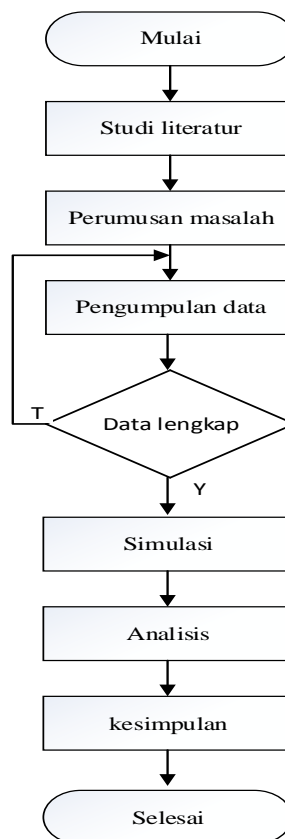 Mulai
Studi literatur
Perumusan masalah
Pengumpulan data
T
Data lengkap
Y
Simulasi
Analisis
kesimpulan
Selesai